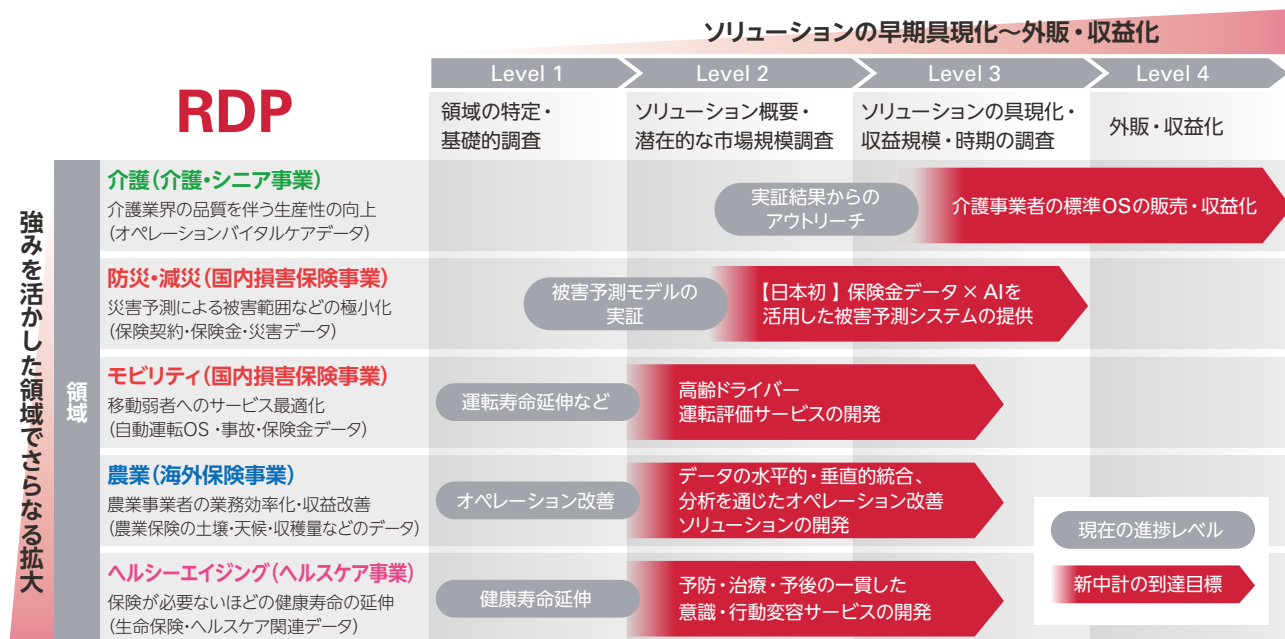 ソリューションの早期具現化～外販・収益化
RDP
Level 1
Level 2
Level 3
Level 4
領域の特定・
基礎的調査
ソリューション概要・
潜在的な市場規模調査
ソリューションの具現化・
収益規模・時期の調査
外販・収益化
強みを活かした領域でさらなる拡大
領域
介護(介護・シニア事業)
介護業界の品質を伴う生産性の向上
(オペレーションバイタルケアデータ)
実証結果からの
アウトリーチ
介護事業者の標準OSの販売・収益化
防災・減災(国内損害保険事業)
災害予測による被害範囲などの極小化
(保険契約・保険金・災害データ)
被害予測モデルの
実証
【日本初】保険金データ × AIを
活用した被害予測システムの提供
モビリティ(国内損害保険事業)
移動弱者へのサービス最適化
(自動運転OS・事故・保険金データ)
運転寿命延伸など
高齢ドライバー
運転評価サービスの開発
農業(海外保険事業)
農業事業者の業務効率化・収益改善
(農業保険の土壌・天候・収穫量などのデータ)
オペレーション改善
データの水平的・垂直的統合、
分析を通じたオペレーション改善
ソリューションの開発
ヘルシーエイジング(ヘルスケア事業)
保険が必要ないほどの健康寿命の延伸
(生命保険・ヘルスケア関連データ)
健康寿命延伸
予防・治療・予後の一貫した
意識・行動変容サービスの開発
現在の進捗レベル
新中計の到達目標